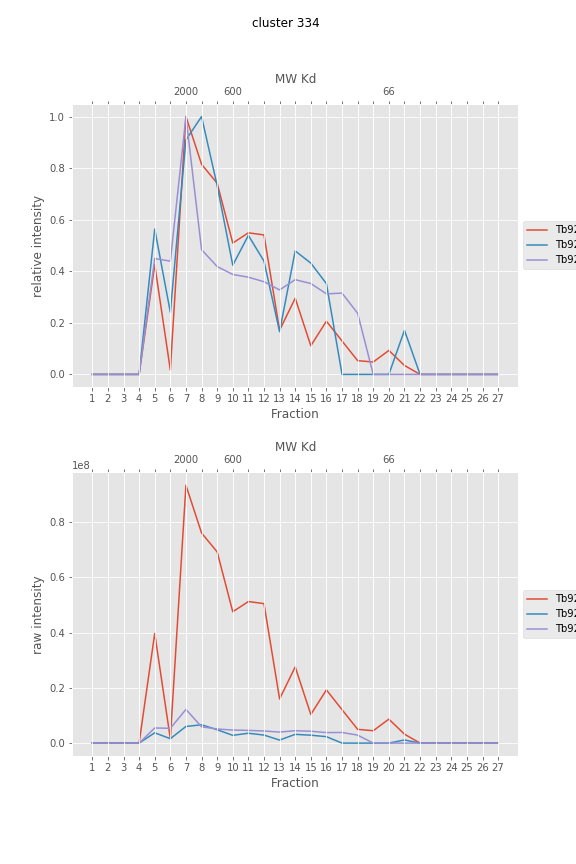 cluster 334
MW Kd
2000 600 66
1.0
0.8
0.6
0.4
0.2
0.0
relative intensity
Tb92
Tb92
Tb92
1 2 3 4 5 6 7 8 9 10 11 12 13 14 15 16 17 18 19 20 21 22 23 24 25 26 27
Fraction
MW Kd
1e8
2000 600 66
0.8
0.6
0.4
0.2
0.0
raw intensity
Tb92
Tb92
Tb92
1 2 3 4 5 6 7 8 9 10 11 12 13 14 15 16 17 18 19 20 21 22 23 24 25 26 27
Fraction